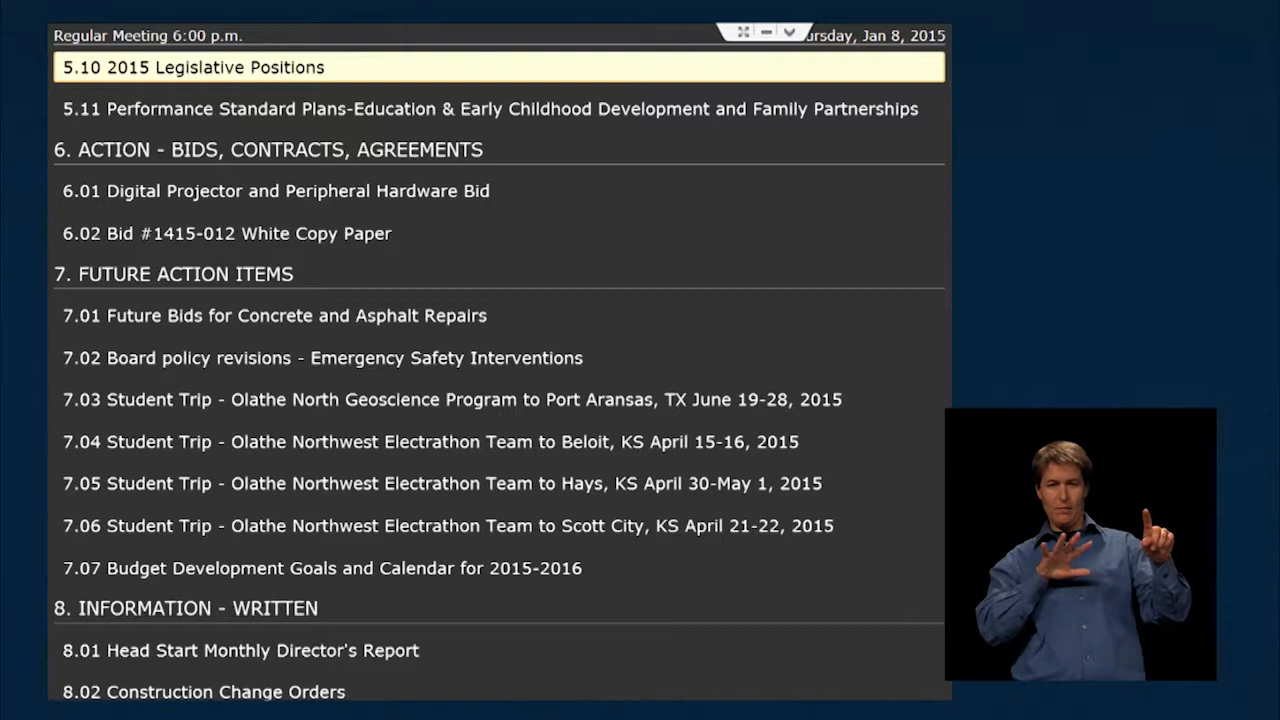 Regular Meeting 6:00 p.m.
ursday, Jan 8, 2015
5.10 2015 Legislative Positions
5.11 Performance Standard Plans-Education & Early Childhood Development and Family Partnerships
6. ACTION - BIDS, CONTRACTS, AGREEMENTS
6.01 Digital Projector and Peripheral Hardware Bid
6.02 Bid #1415-012 White Copy Paper
7. FUTURE ACTION ITEMS
7.01 Future Bids for Concrete and Asphalt Repairs
7.02 Board policy revisions - Emergency Safety Interventions
7.03 Student Trip - Olathe North Geoscience Program to Port Aransas, TX June 19-28, 2015
7.04 Student Trip - Olathe Northwest Electrathon Team to Beloit, KS April 15-16, 2015
7.05 Student Trip - Olathe Northwest Electrathon Team to Hays, KS April 30-May 1, 2015
7.06 Student Trip - Olathe Northwest Electrathon Team to Scott City, KS April 21-22, 2015
7.07 Budget Development Goals and Calendar for 2015-2016
8. INFORMATION - WRITTEN
8.01 Head Start Monthly Director's Report
8.02 Construction Change Orders